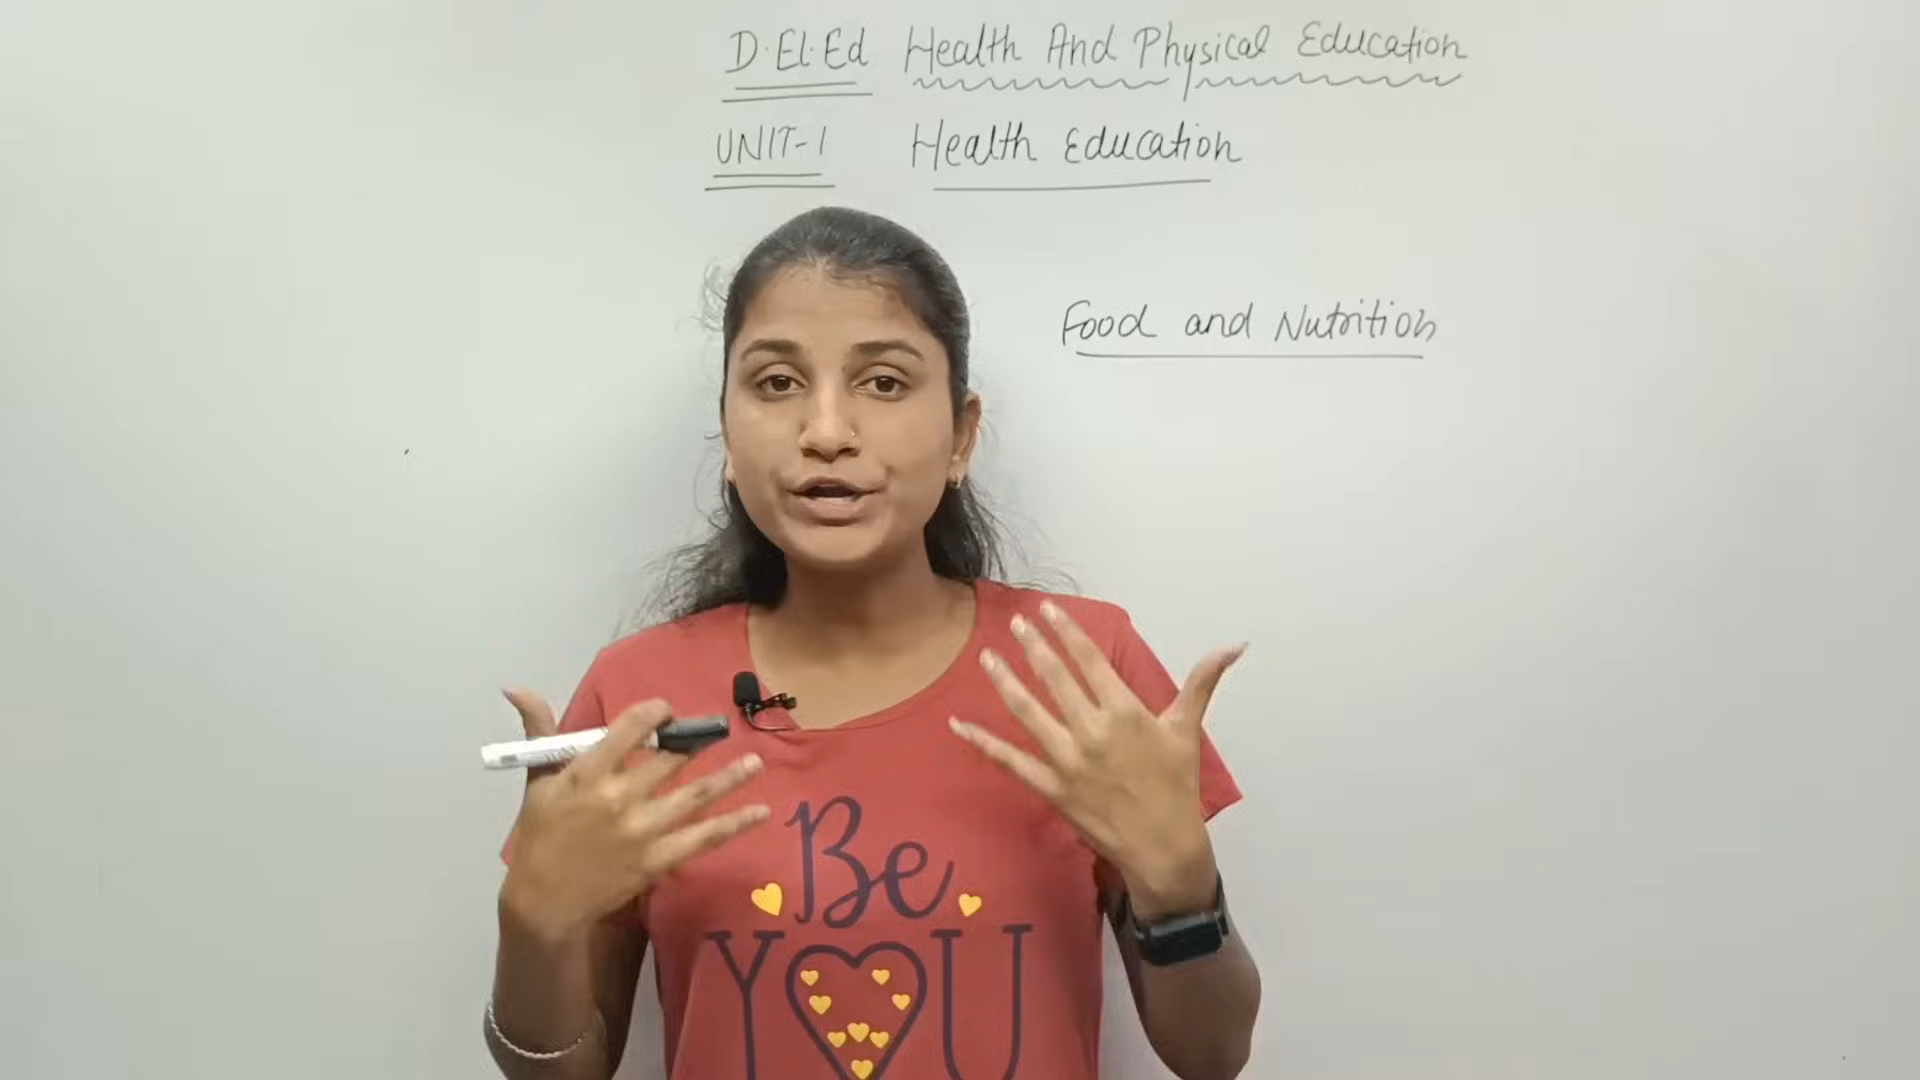 D.El.Ed Health And Physical Education
UNIT-1 Health Education
Food and Nutrition
Be
YOU